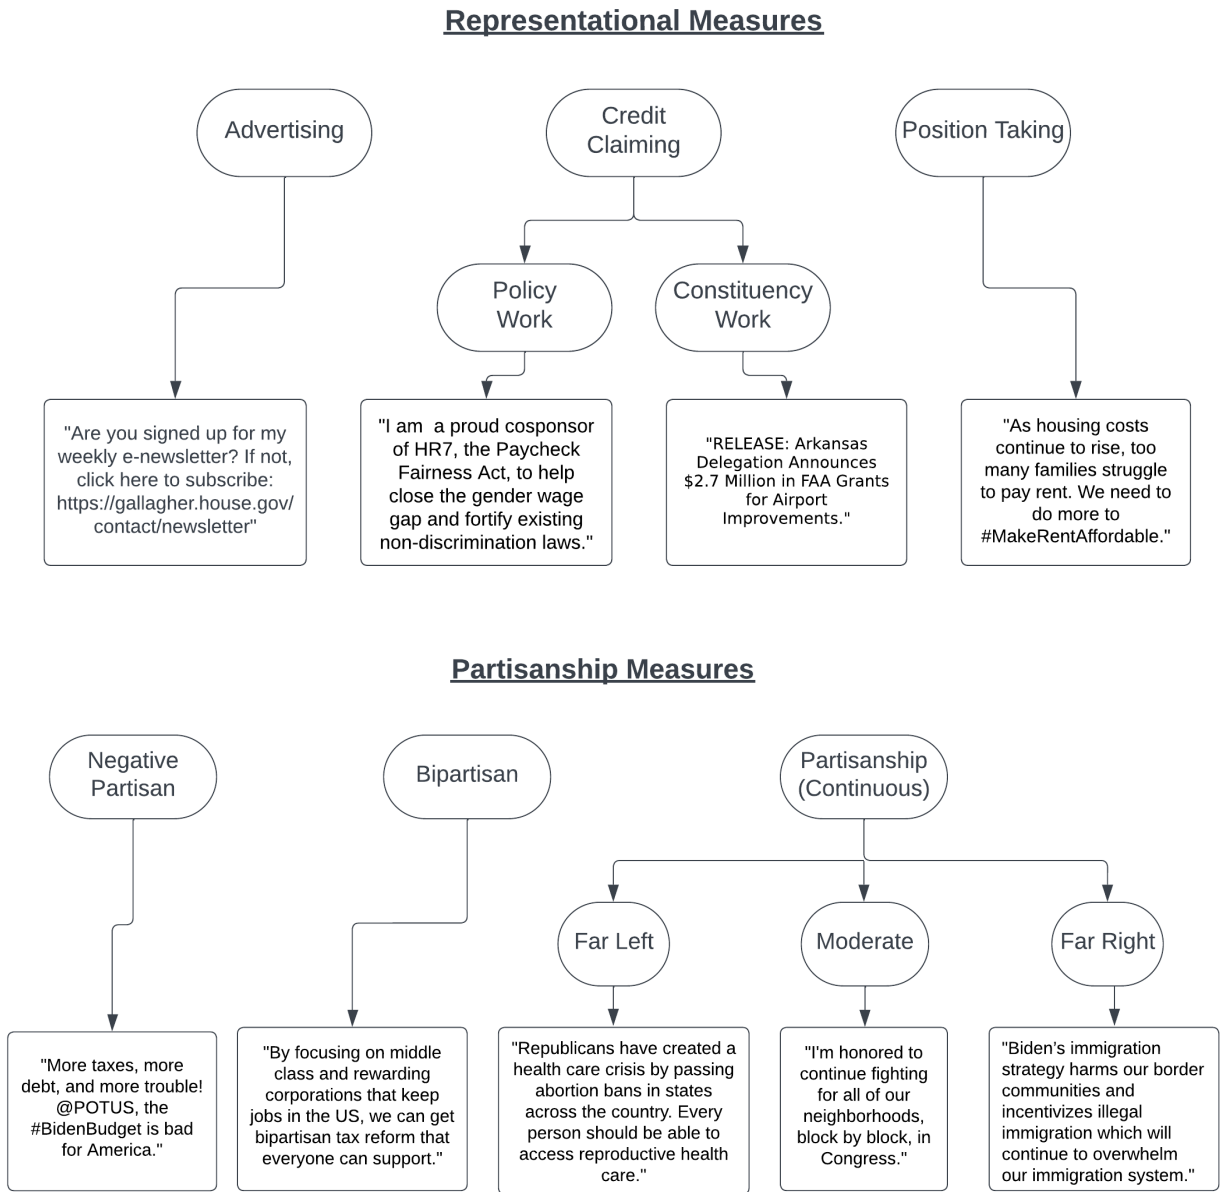 Representational Measures
Advertising
Credit
Claiming
Position Taking
Policy
Work
Constituency
Work
"Are you signed up for my
weekly e-newsletter? If not,
click here to subscribe:
https://gallagher.house.gov/
contact/newsletter"
"I am  a proud cosponsor
of HR7, the Paycheck
Fairness Act, to help
close the gender wage
gap and fortify existing
non-discrimination laws."
"RELEASE: Arkansas
Delegation Announces
$2.7 Million in FAA Grants
for Airport
Improvements."
"As housing costs
continue to rise, too
many families struggle
to pay rent. We need to
do more to
#MakeRentAffordable."
Partisanship Measures
Negative
Partisan
Bipartisan
Partisanship
(Continuous)
Far Left
Moderate
Far Right
"More taxes, more
debt, and more trouble!
@POTUS, the
#BidenBudget is bad
for America."
"By focusing on middle
class and rewarding
corporations that keep
jobs in the US, we can get
bipartisan tax reform that
everyone can support."
"Republicans have created a
health care crisis by passing
abortion bans in states
across the country. Every
person should be able to
access reproductive health
care."
"I'm honored to
continue fighting
for all of our
neighborhoods,
block by block, in
Congress."
"Biden’s immigration
strategy harms our border
communities and
incentivizes illegal
immigration which will
continue to overwhelm
our immigration system."